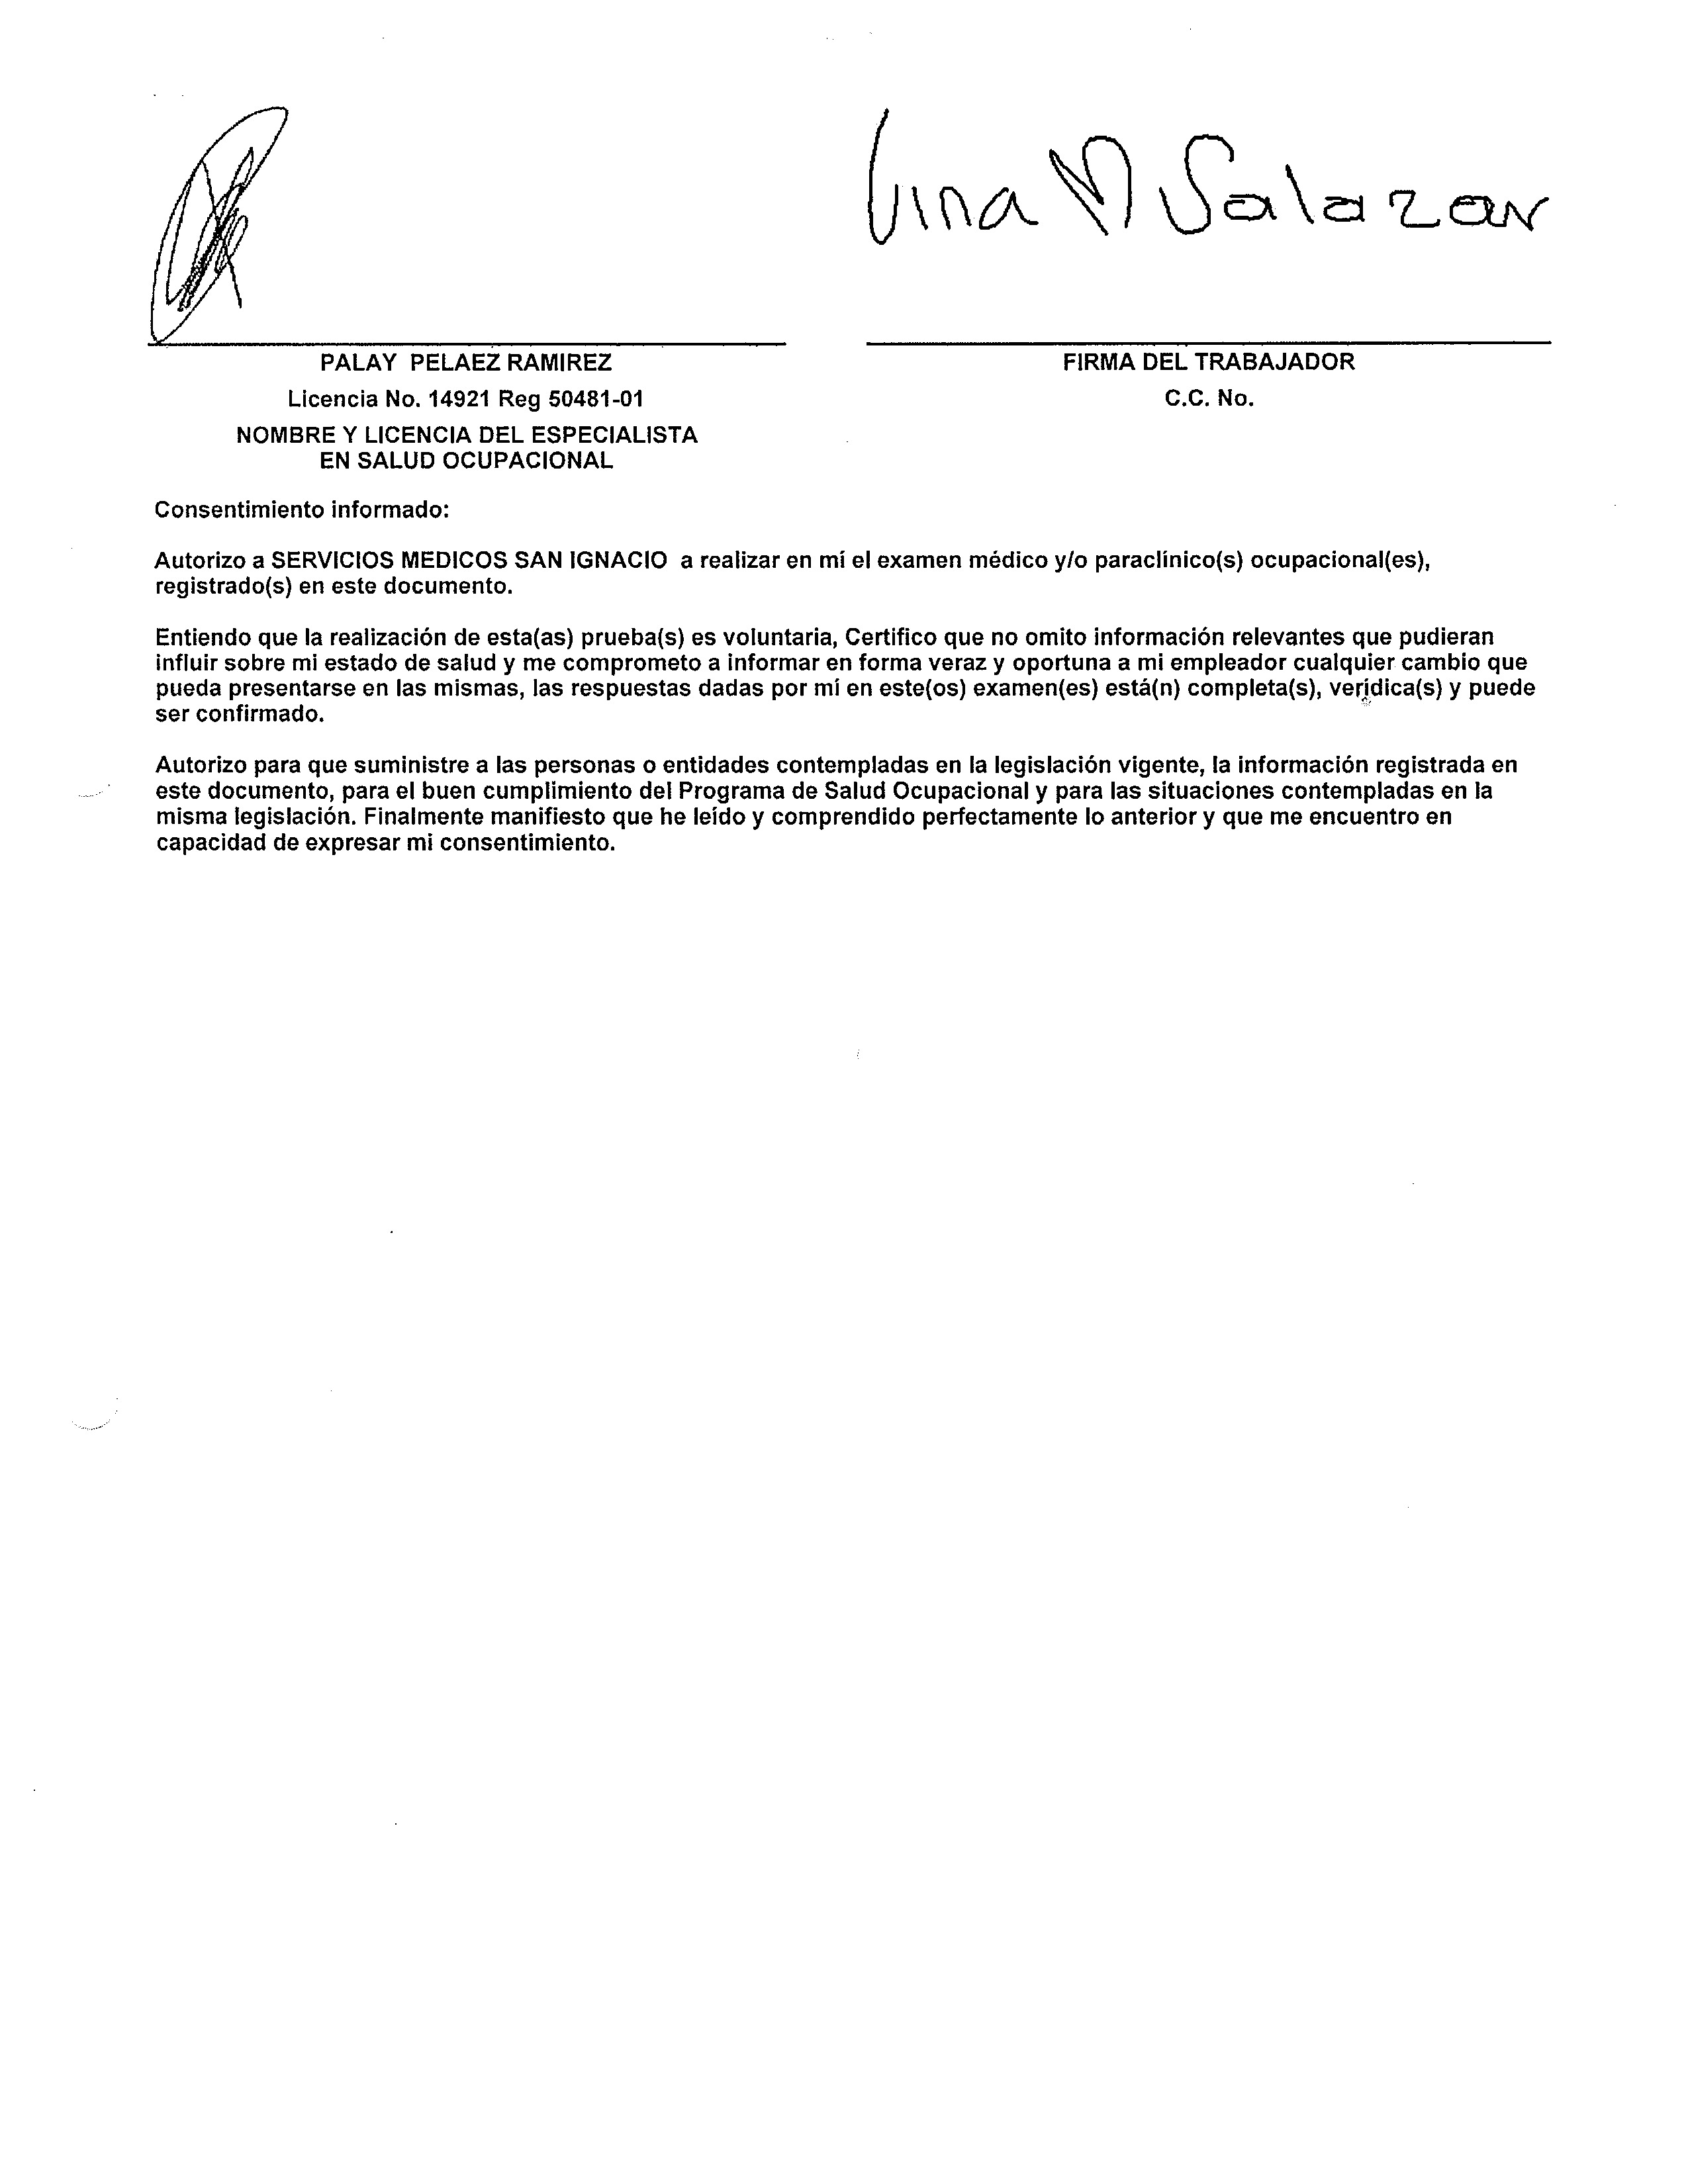 Lina M Salazar
PALAY PELAEZ RAMIREZ
Licencia No. 14921 Reg 50481-01
NOMBRE Y LICENCIA DEL ESPECIALISTA
EN SALUD OCUPACIONAL
FIRMA DEL TRABAJADOR
C.C. No.
Consentimiento informado:
Autorizo a SERVICIOS MEDICOS SAN IGNACIO a realizar en mí el examen médico y/o paraclínico(s) ocupacional(es),
registrado(s) en este documento.
Entiendo que la realización de esta(as) prueba(s) es voluntaria, Certifico que no omito información relevantes que pudieran
influir sobre mi estado de salud y me comprometo a informar en forma veraz y oportuna a mi empleador cualquier cambio que
pueda presentarse en las mismas, las respuestas dadas por mí en este(os) examen(es) está(n) completa(s), verídica(s) y puede
ser confirmado.
Autorizo para que suministre a las personas o entidades contempladas en la legislación vigente, la información registrada en
este documento, para el buen cumplimiento del Programa de Salud Ocupacional y para las situaciones contempladas en la
misma legislación. Finalmente manifiesto que he leído y comprendido perfectamente lo anterior y que me encuentro en
capacidad de expresar mi consentimiento.